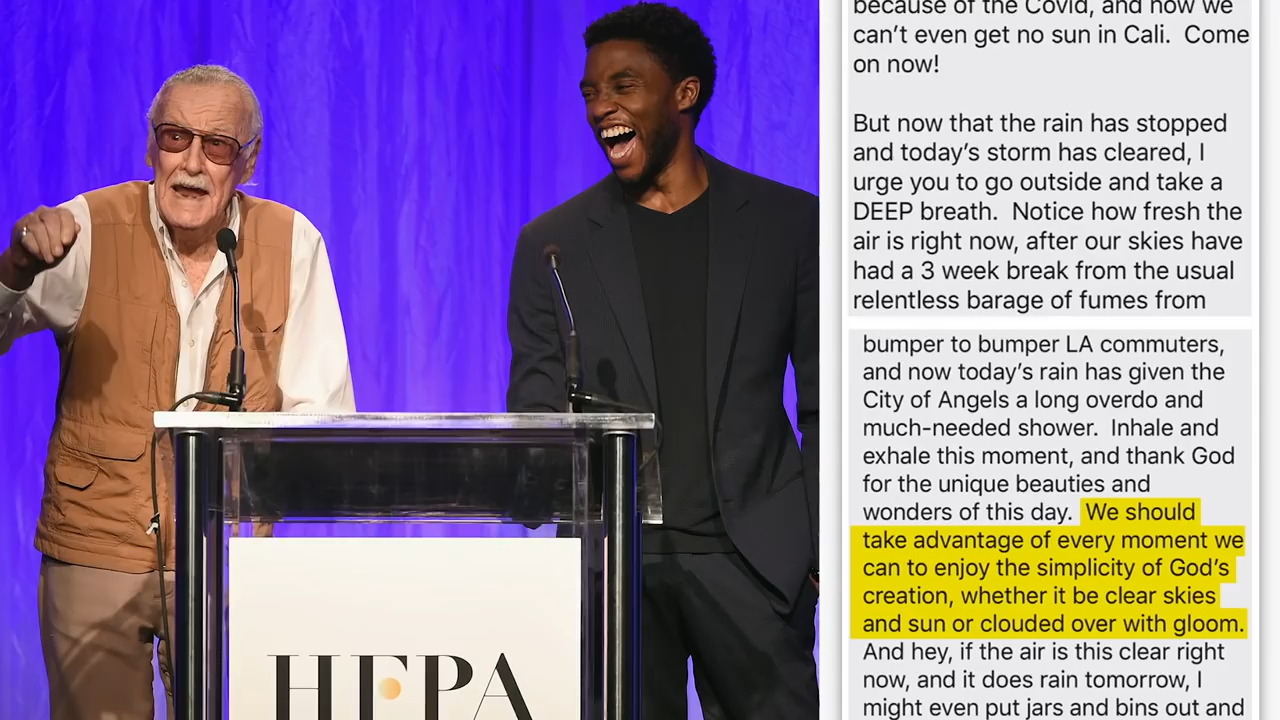 because of the Covid, and now we
can't even get no sun in Cali.  Come
on now!
But now that the rain has stopped
and today's storm has cleared, I
urge you to go outside and take a
DEEP breath.  Notice how fresh the
air is right now, after our skies have
had a 3 week break from the usual
relentless barage of fumes from
bumper to bumper LA commuters,
and now today's rain has given the
City of Angels a long overdo and
much-needed shower.  Inhale and
exhale this moment, and thank God
for the unique beauties and
wonders of this day.  We should
take advantage of every moment we
can to enjoy the simplicity of God's
creation, whether it be clear skies
and sun or clouded over with gloom.
And hey, if the air is this clear right
now, and it does rain tomorrow, I
might even put jars and bins out and
HFPA